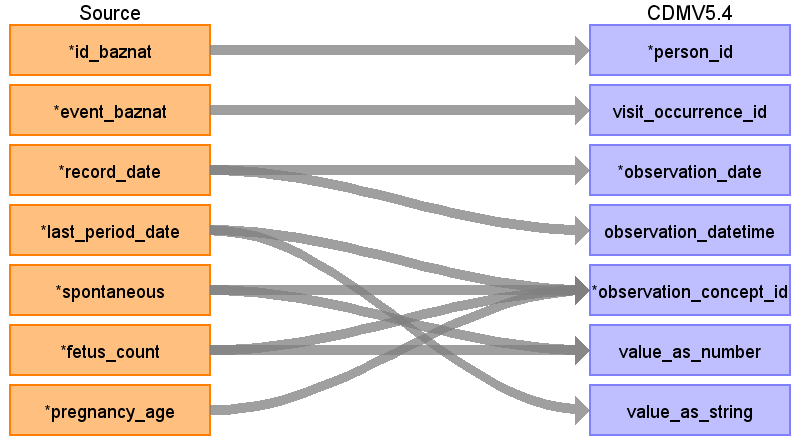 Source CDMV5.4
*id_baznat *person_id
*event_baznat visit_occurrence_id
*record_date *observation_date
*last_period_date observation_datetime
*spontaneous *observation_concept_id
*fetus_count value_as_number
*pregnancy_age value_as_string